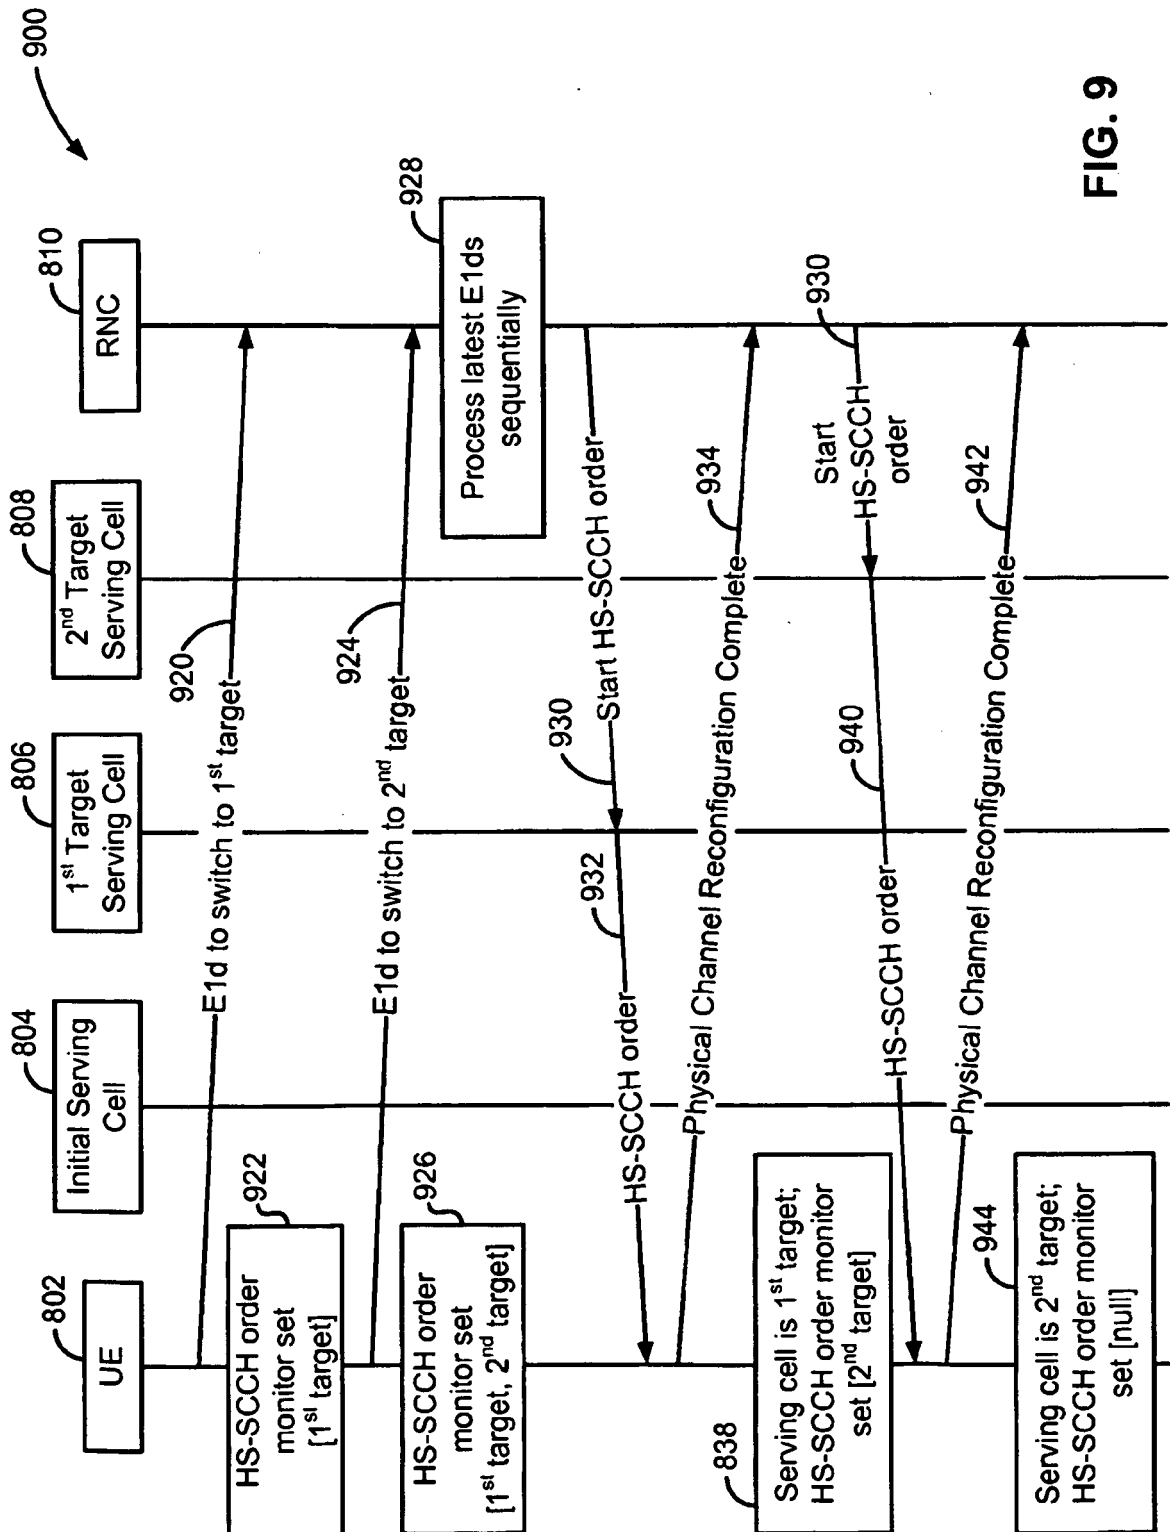 900
802
UE
804
Initial Serving
Cell
806
1st Target
Serving Cell
808
2nd Target
Serving Cell
810
RNC
E1d to switch to 1st target
920
HS-SCCH order
monitor set
[1st target]
922
E1d to switch to 2nd target
924
HS-SCCH order
monitor set
[1st target, 2nd target]
926
Process latest E1ds
sequentially
928
Start HS-SCCH order
930
HS-SCCH order
932
Physical Channel Reconfiguration Complete
934
838
Serving cell is 1st target;
HS-SCCH order monitor
set [2nd target]
Start
HS-SCCH
order
930
HS-SCCH order
940
Physical Channel Reconfiguration Complete
942
944
Serving cell is 2nd target;
HS-SCCH order monitor
set [null]
FIG. 9